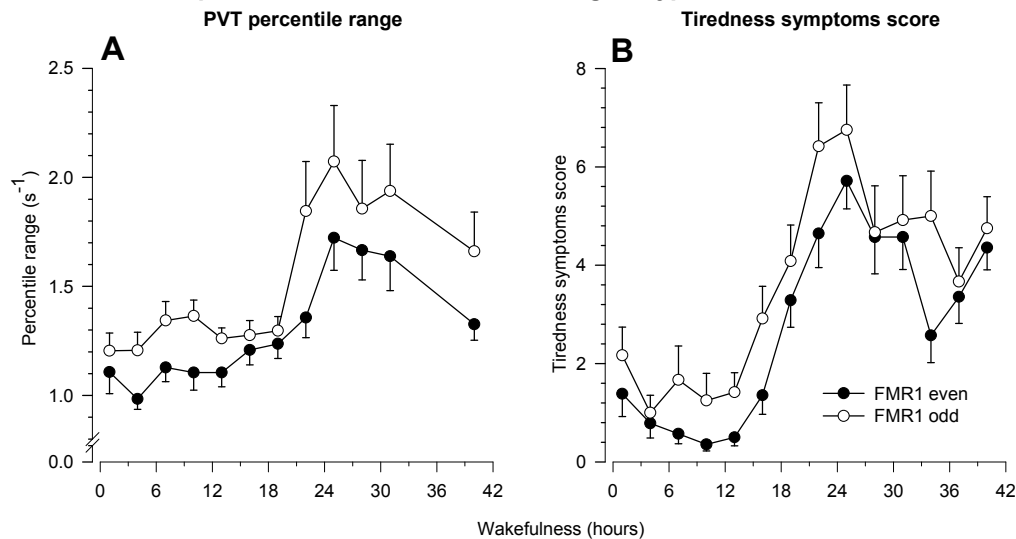 PVT percentile range
Tiredness symptoms score
A
B
2.5
2.0
1.5
1.0
0.0
Percentile range (s-1)
0 6 12 18 24 30 36 42
8
6
4
2
0
Tiredness symptoms score
FMR1 even
FMR1 odd
0 6 12 18 24 30 36 42
Wakefulness (hours)